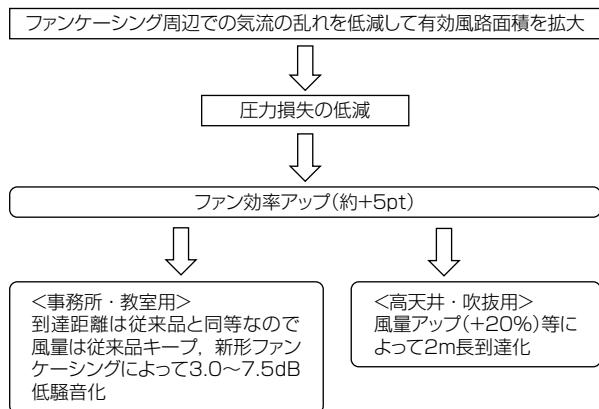 ファンケーシング周辺での気流の乱れを低減して有効風路面積を拡大
圧力損失の低減
ファン効率アップ(約+5pt)
<事務所・教室用>
到達距離は従来品と同等なので
風量は従来品キープ，新形ファン
ケーシングによって3.0～7.5dB
低騒音化
<高天井・吹抜用>
風量アップ(+20%)等に
よって2m長到達化